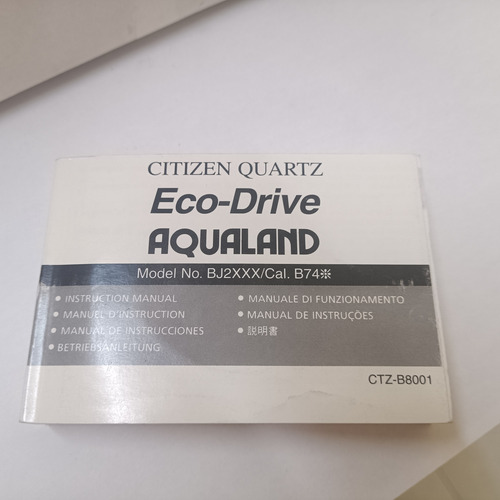 CITIZEN QUARTZ
Eco-Drive
AQUALAND
Model No. BJ2XXX/Cal. B74※
• INSTRUCTION MANUAL
• MANUEL D'INSTRUCTION
• MANUAL DE INSTRUCCIONES
• BETRIEBSANLEITUNG
• MANUALE DI FUNZIONAMENTO
• MANUAL DE INSTRUÇÕES
• 説明書
CTZ-B8001